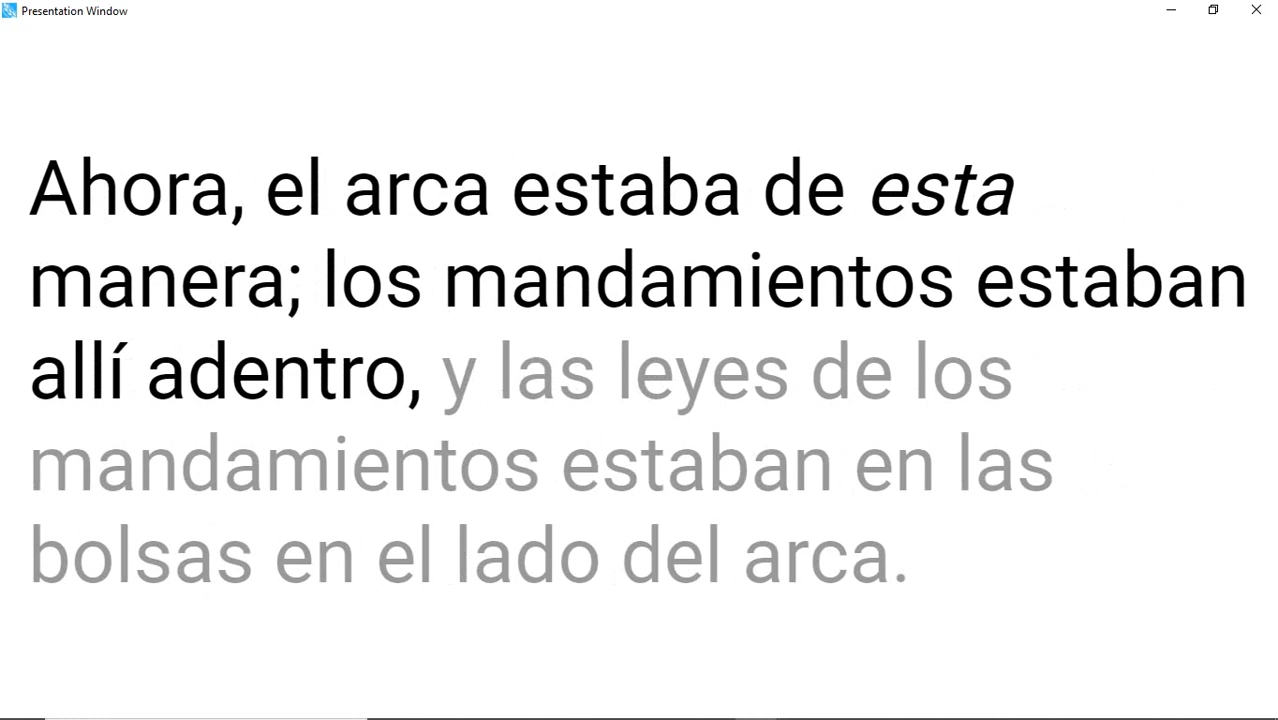 Presentation Window
Ahora, el arca estaba de esta
manera; los mandamientos estaban
allí adentro, y las leyes de los
mandamientos estaban en las
bolsas en el lado del arca.